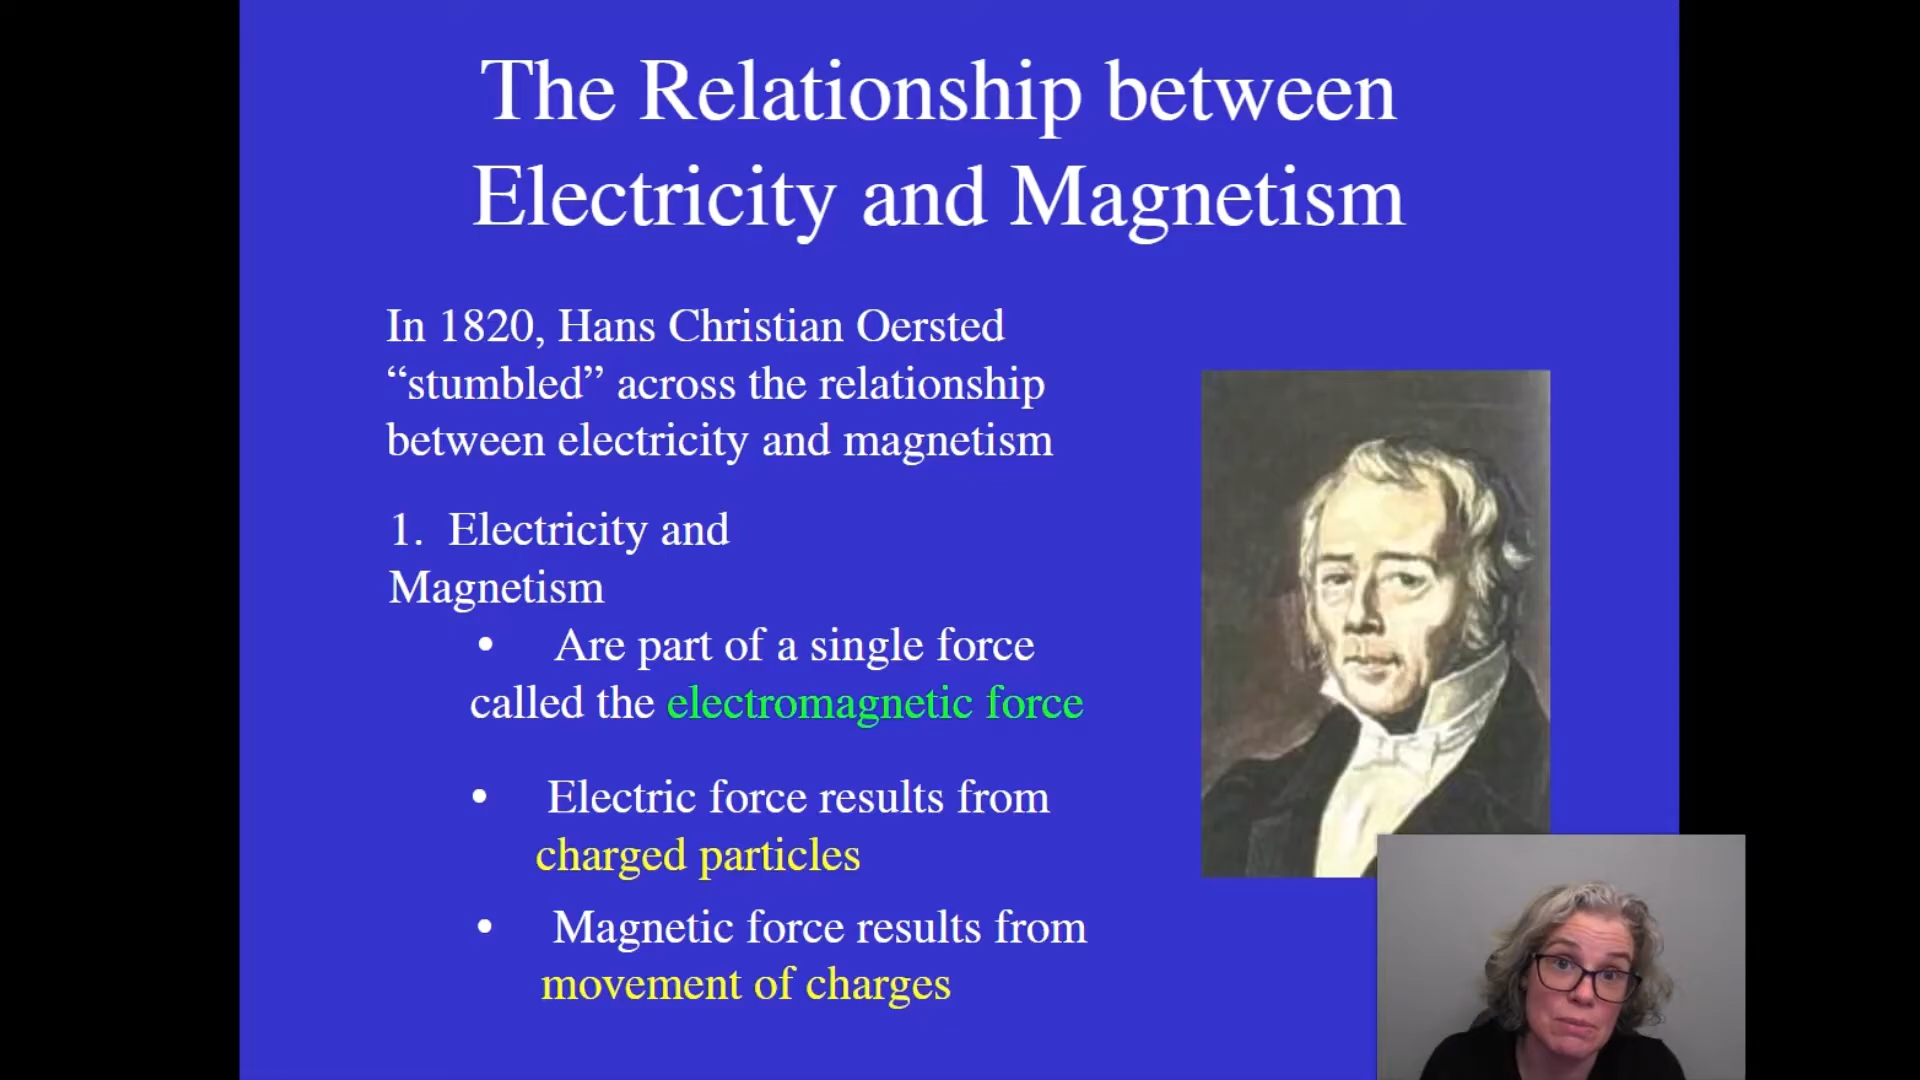 The Relationship between
Electricity and Magnetism
In 1820, Hans Christian Oersted
“stumbled” across the relationship
between electricity and magnetism
1. Electricity and
Magnetism
• Are part of a single force
called the electromagnetic force
• Electric force results from
charged particles
• Magnetic force results from
movement of charges